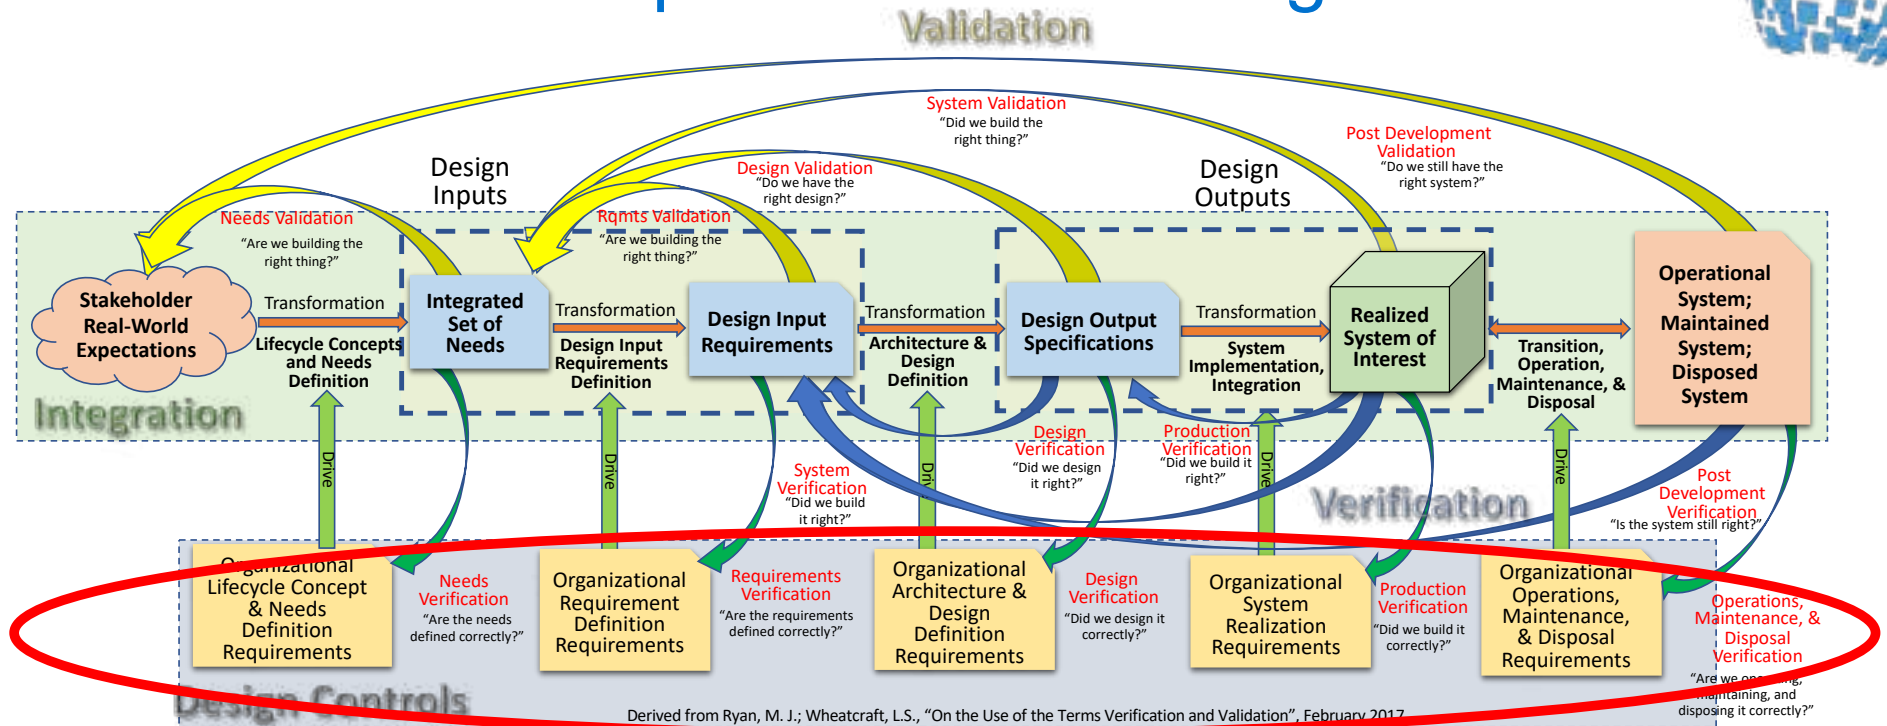 Validation
System Validation
“Did we build the
right thing?”
Post Development
Validation
“Do we still have the
right system?”
Design
Inputs
Design Validation
“Do we have the
right design?”
Design
Outputs
Needs Validation
“Are we building the
right thing?”
Rqmts Validation
“Are we building the
right thing?”
Stakeholder
Real-World
Expectations
Transformation
Lifecycle Concepts
and Needs
Definition
Integrated
Set of
Needs
Transformation
Design Input
Requirements
Definition
Design Input
Requirements
Transformation
Architecture &
Design
Definition
Design Output
Specifications
Transformation
System
Implementation,
Integration
Realized
System of
Interest
Transition,
Operation,
Maintenance, &
Disposal
Operational
System;
Maintained
System;
Disposed
System
Integration
Drive
Drive
Drive
Drive
Drive
System
Verification
“Did we build
it right?”
Design
Verification
“Did we design
it right?”
Production
Verification
“Did we build it
right?”
Verification
Post
Development
Verification
“Is the system still right?”
Organizational
Lifecycle Concept
& Needs
Definition
Requirements
Needs
Verification
“Are the needs
defined correctly?”
Organizational
Requirement
Definition
Requirements
Requirements
Verification
“Are the requirements
defined correctly?”
Organizational
Architecture &
Design
Definition
Requirements
Design
Verification
“Did we design it
correctly?”
Organizational
System
Realization
Requirements
Production
Verification
“Did we build it
correctly?”
Organizational
Operations,
Maintenance,
& Disposal
Requirements
Operations,
Maintenance, &
Disposal
Verification
“Are we operating,
maintaining, and
disposing it correctly?”
Design Controls
Derived from Ryan, M. J.; Wheatcraft, L.S., “On the Use of the Terms Verification and Validation”, February 2017